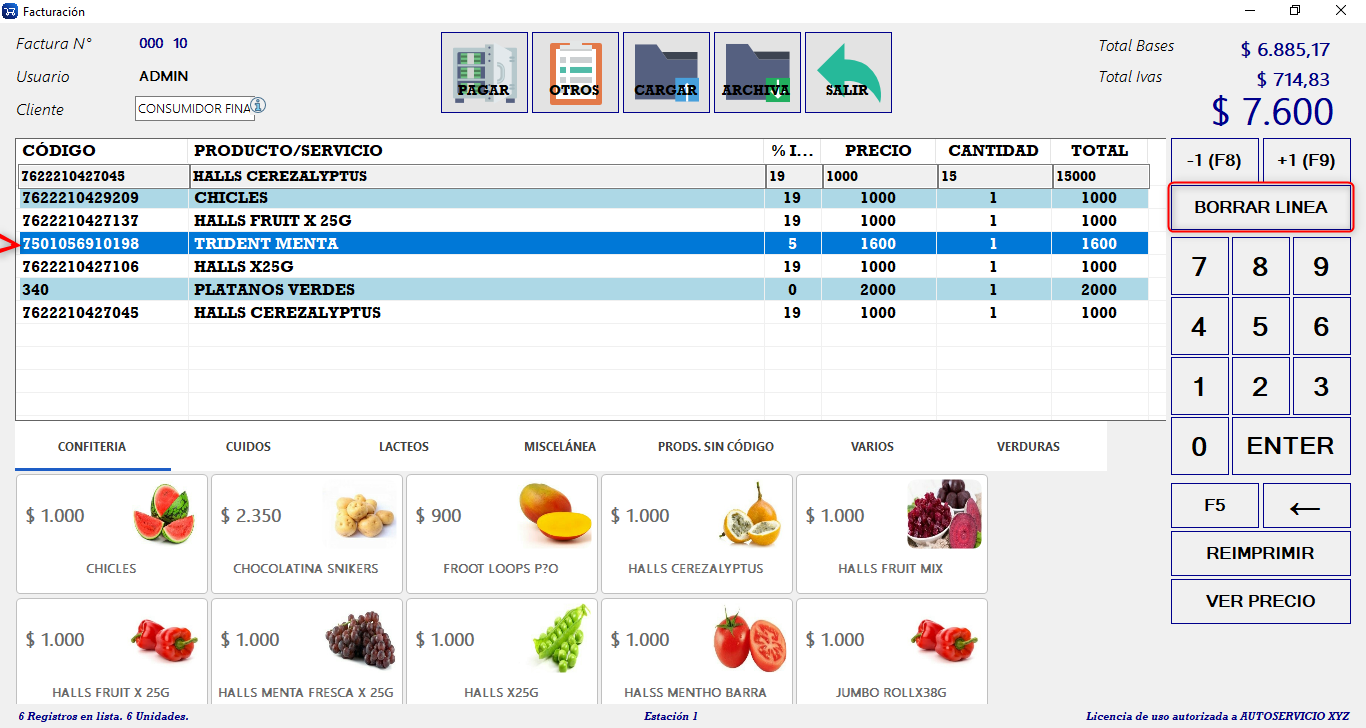 Facturación
Factura N° 000 10
Usuario ADMIN
Cliente CONSUMIDOR FINA
PAGAR OTROS CARGAR ARCHIVA SALIR
Total Bases $ 6.885,17
Total Ivas $ 714,83
$ 7.600
CÓDIGO PRODUCTO/SERVICIO % I... PRECIO CANTIDAD TOTAL
7622210427045 HALLS CEREZALYPTUS 19 1000 15 15000
7622210429209 CHICLES 19 1000 1 1000
7622210427137 HALLS FRUIT X 25G 19 1000 1 1000
7501056910198 TRIDENT MENTA 5 1600 1 1600
7622210427106 HALLS X25G 19 1000 1 1000
340 PLATANOS VERDES 0 2000 1 2000
7622210427045 HALLS CEREZALYPTUS 19 1000 1 1000
-1 (F8) +1 (F9)
BORRAR LINEA
7 8 9
4 5 6
1 2 3
0 ENTER
F5 ←
REIMPRIMIR
VER PRECIO
CONFITERIA CUIDOS LACTEOS MISCELÁNEA PRODS. SIN CÓDIGO VARIOS VERDURAS
$ 1.000 $ 2.350 $ 900 $ 1.000 $ 1.000
CHICLES CHOCOLATINA SNIKERS FROOT LOOPS P?O HALLS CEREZALYPTUS HALLS FRUIT MIX
$ 1.000 $ 1.000 $ 1.000 $ 1.000 $ 1.000
HALLS FRUIT X 25G HALLS MENTA FRESCA X 25G HALLS X25G HALSS MENTHO BARRA JUMBO ROLLX38G
6 Registros en lista. 6 Unidades. Estación 1 Licencia de uso autorizada a AUTOSERVICIO XYZ